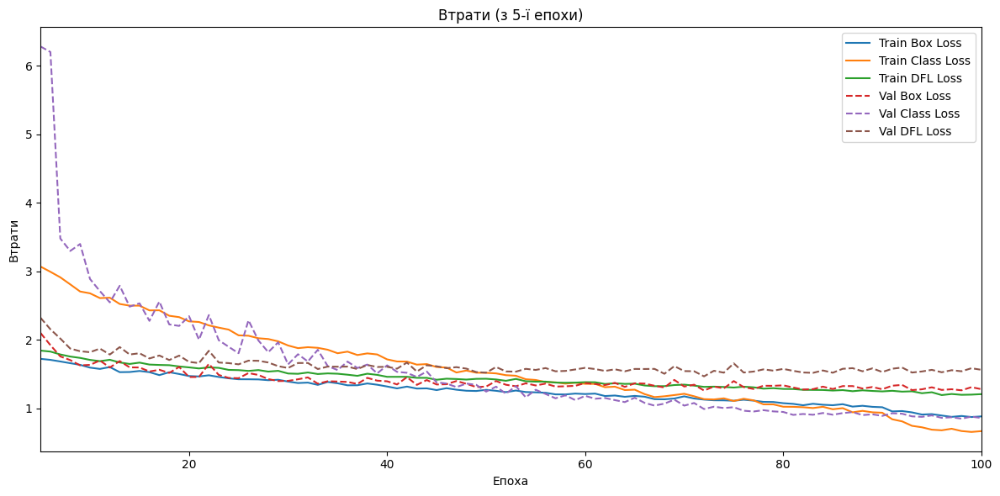 Втрати (з 5-ї епохи)
Втрати
6
5
4
3
2
1
20
40
60
80
100
Епоха
Train Box Loss
Train Class Loss
Train DFL Loss
Val Box Loss
Val Class Loss
Val DFL Loss